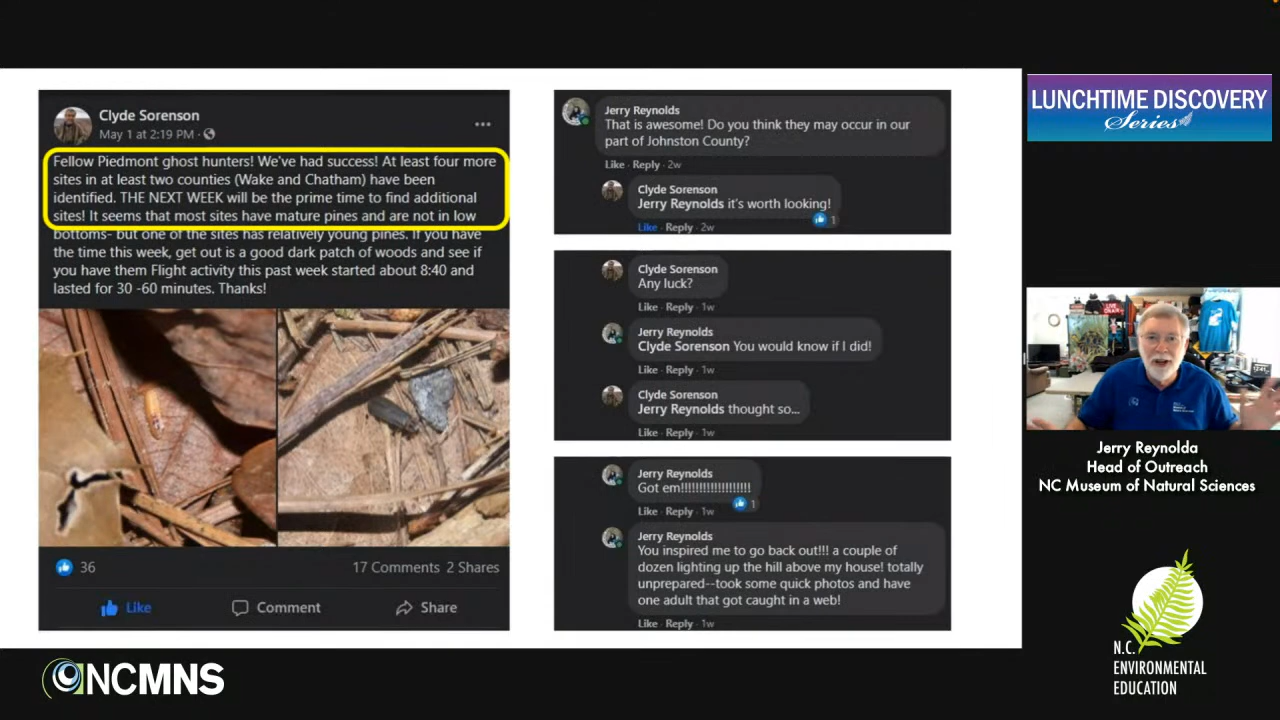 Clyde Sorenson
May 1 at 2:19 PM ·
Fellow Piedmont ghost hunters! We've had success! At least four more
sites in at least two counties (Wake and Chatham) have been
identified. THE NEXT WEEK will be the prime time to find additional
sites! It seems that most sites have mature pines and are not in low
bottoms- but one of the sites has relatively young pines. If you have
the time this week, get out is a good dark patch of woods and see if
you have them Flight activity this past week started about 8:40 and
lasted for 30 -60 minutes. Thanks!
36
17 Comments 2 Shares
Like
Comment
Share
Jerry Reynolds
That is awesome! Do you think they may occur in our
part of Johnston County?
Like · Reply · 2w
Clyde Sorenson
Jerry Reynolds it's worth looking!
1
Like · Reply · 2w
Clyde Sorenson
Any luck?
Like · Reply · 1w
Jerry Reynolds
Clyde Sorenson You would know if I did!
Like · Reply · 1w
Clyde Sorenson
Jerry Reynolds thought so...
Like · Reply · 1w
Jerry Reynolds
Got em!!!!!!!!!!!!!!!!!!!!
1
Like · Reply · 1w
Jerry Reynolds
You inspired me to go back out!!! a couple of
dozen lighting up the hill above my house! totally
unprepared--took some quick photos and have
one adult that got caught in a web!
Like · Reply · 1w
LUNCHTIME DISCOVERY
Series
Jerry Reynolda
Head of Outreach
NC Museum of Natural Sciences
NCMNS
N.C.
ENVIRONMENTAL
EDUCATION